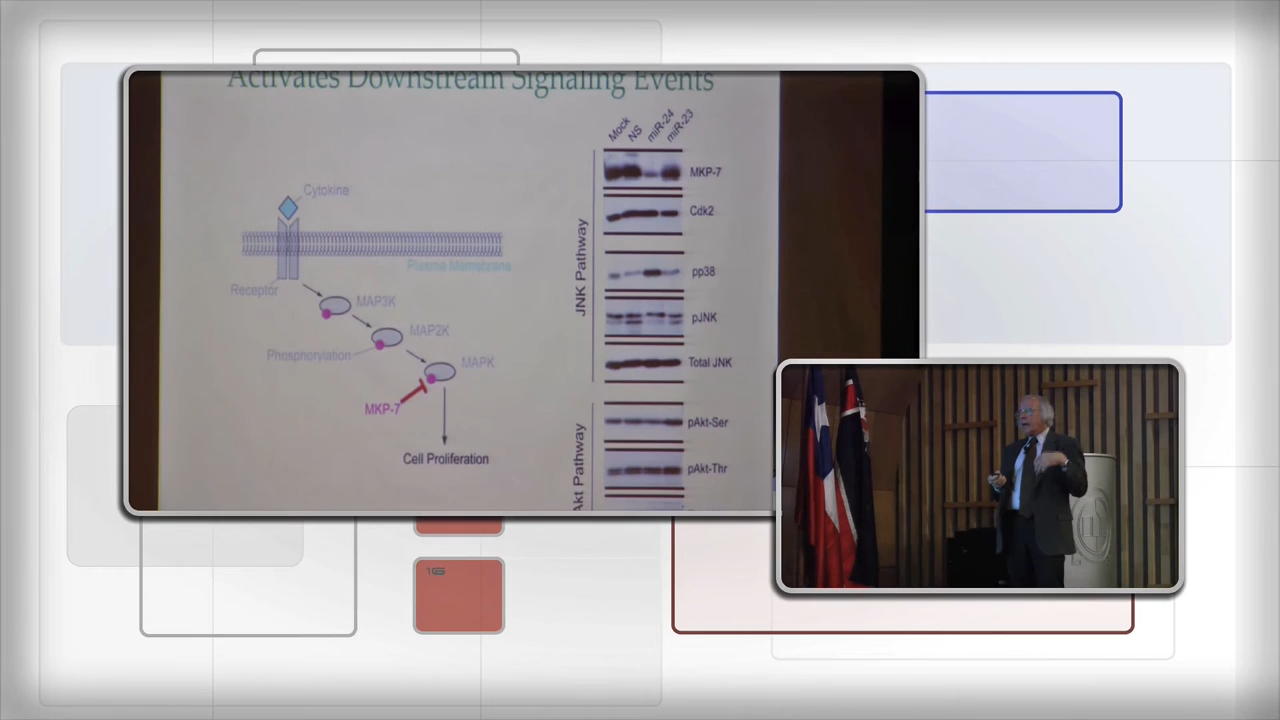 Activates Downstream Signaling Events
Mock
NS
miR-24
miR-23
Cytokine
Plasma Membrane
Receptor
MAP3K
MAP2K
Phosphorylation
MAPK
MKP-7
Cell Proliferation
JNK Pathway
MKP-7
Cdk2
pp38
pJNK
Total JNK
Akt Pathway
pAkt-Ser
pAkt-Thr
16